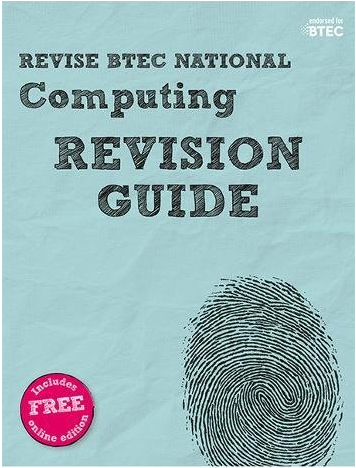 endorsed for
BTEC
REVISE BTEC NATIONAL
Computing
REVISION
GUIDE
Includes
FREE
online edition